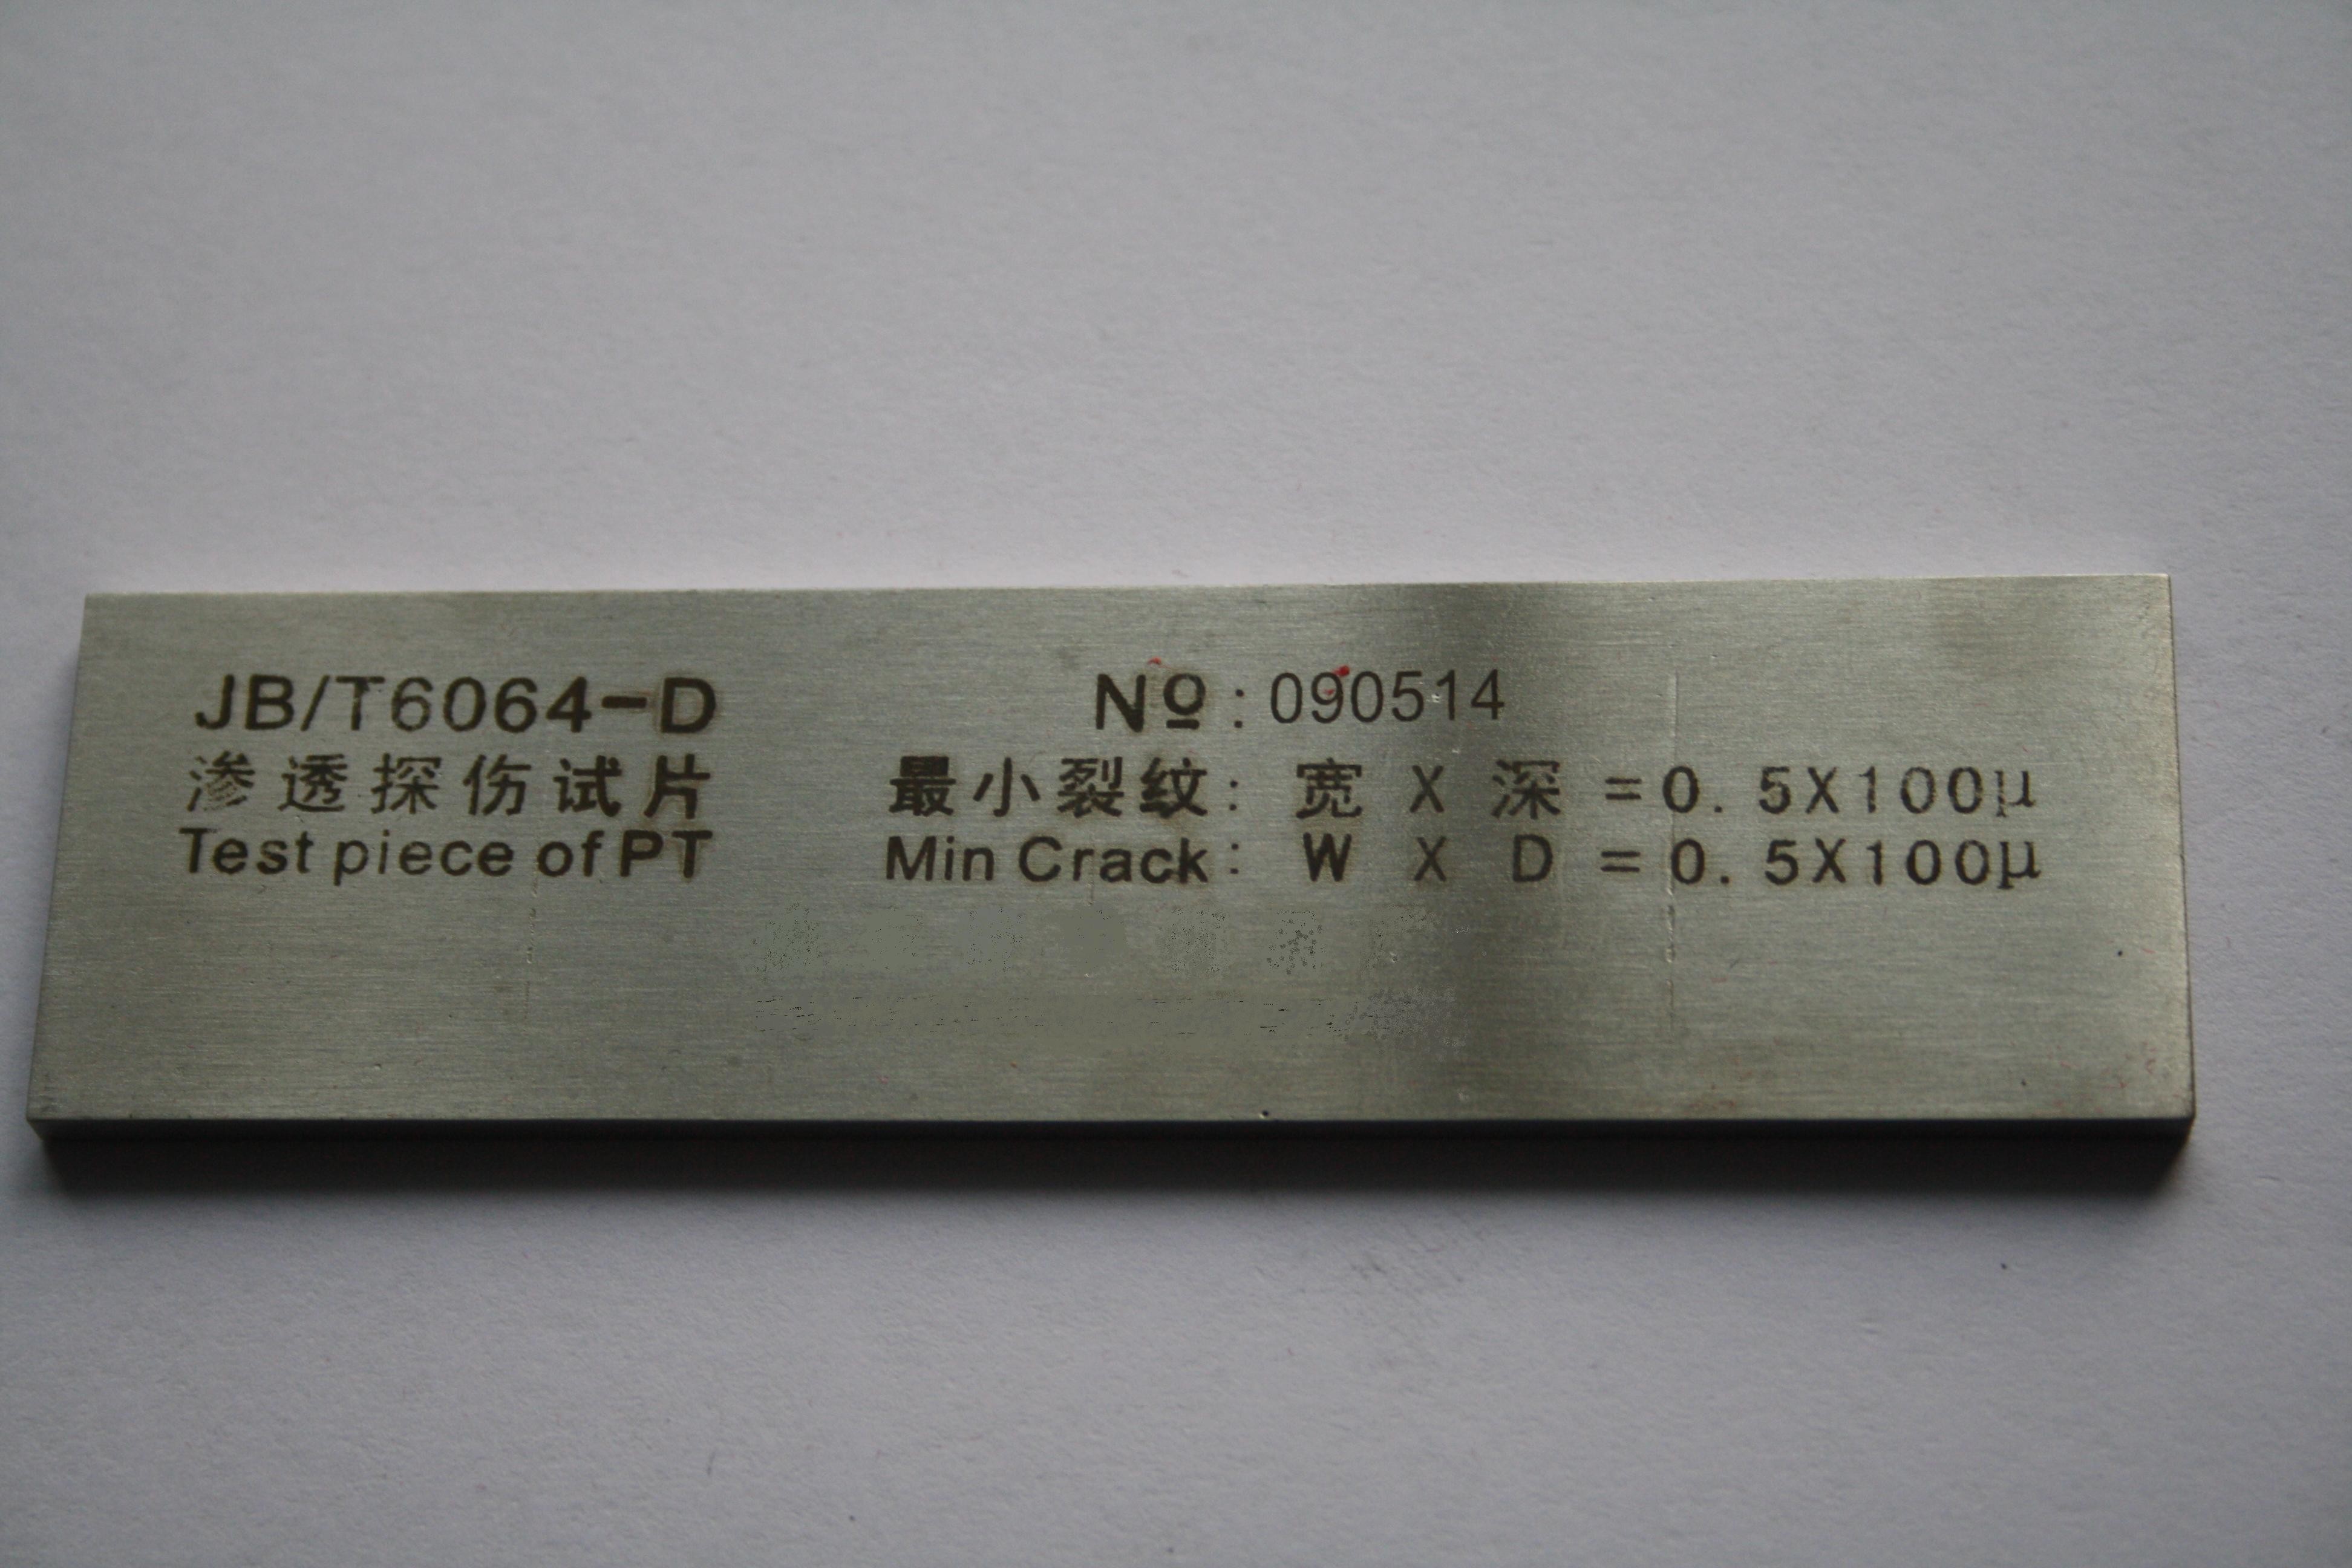 JB/T6064-D
渗透探伤试片
Test piece of PT
Nº:090514
最小裂纹: 宽 X 深 =0.5X100μ
Min Crack: W X D =0.5X100μ